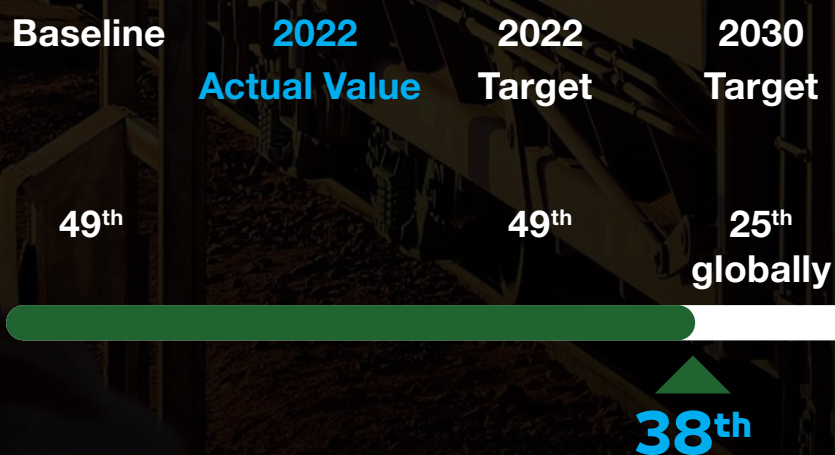 Baseline 2022 2022 2030
Actual Value Target Target
49th 49th 25th
globally
38th